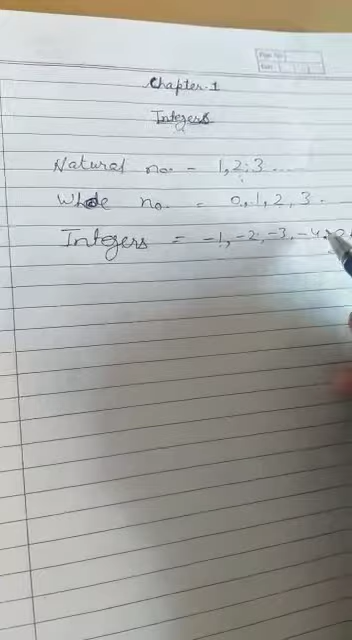 Chapter.1
Integers
Natural no. - 1, 2, 3 ....
Whole no. = 0, 1, 2, 3 .
Integers = -1, -2, -3, -4, 0